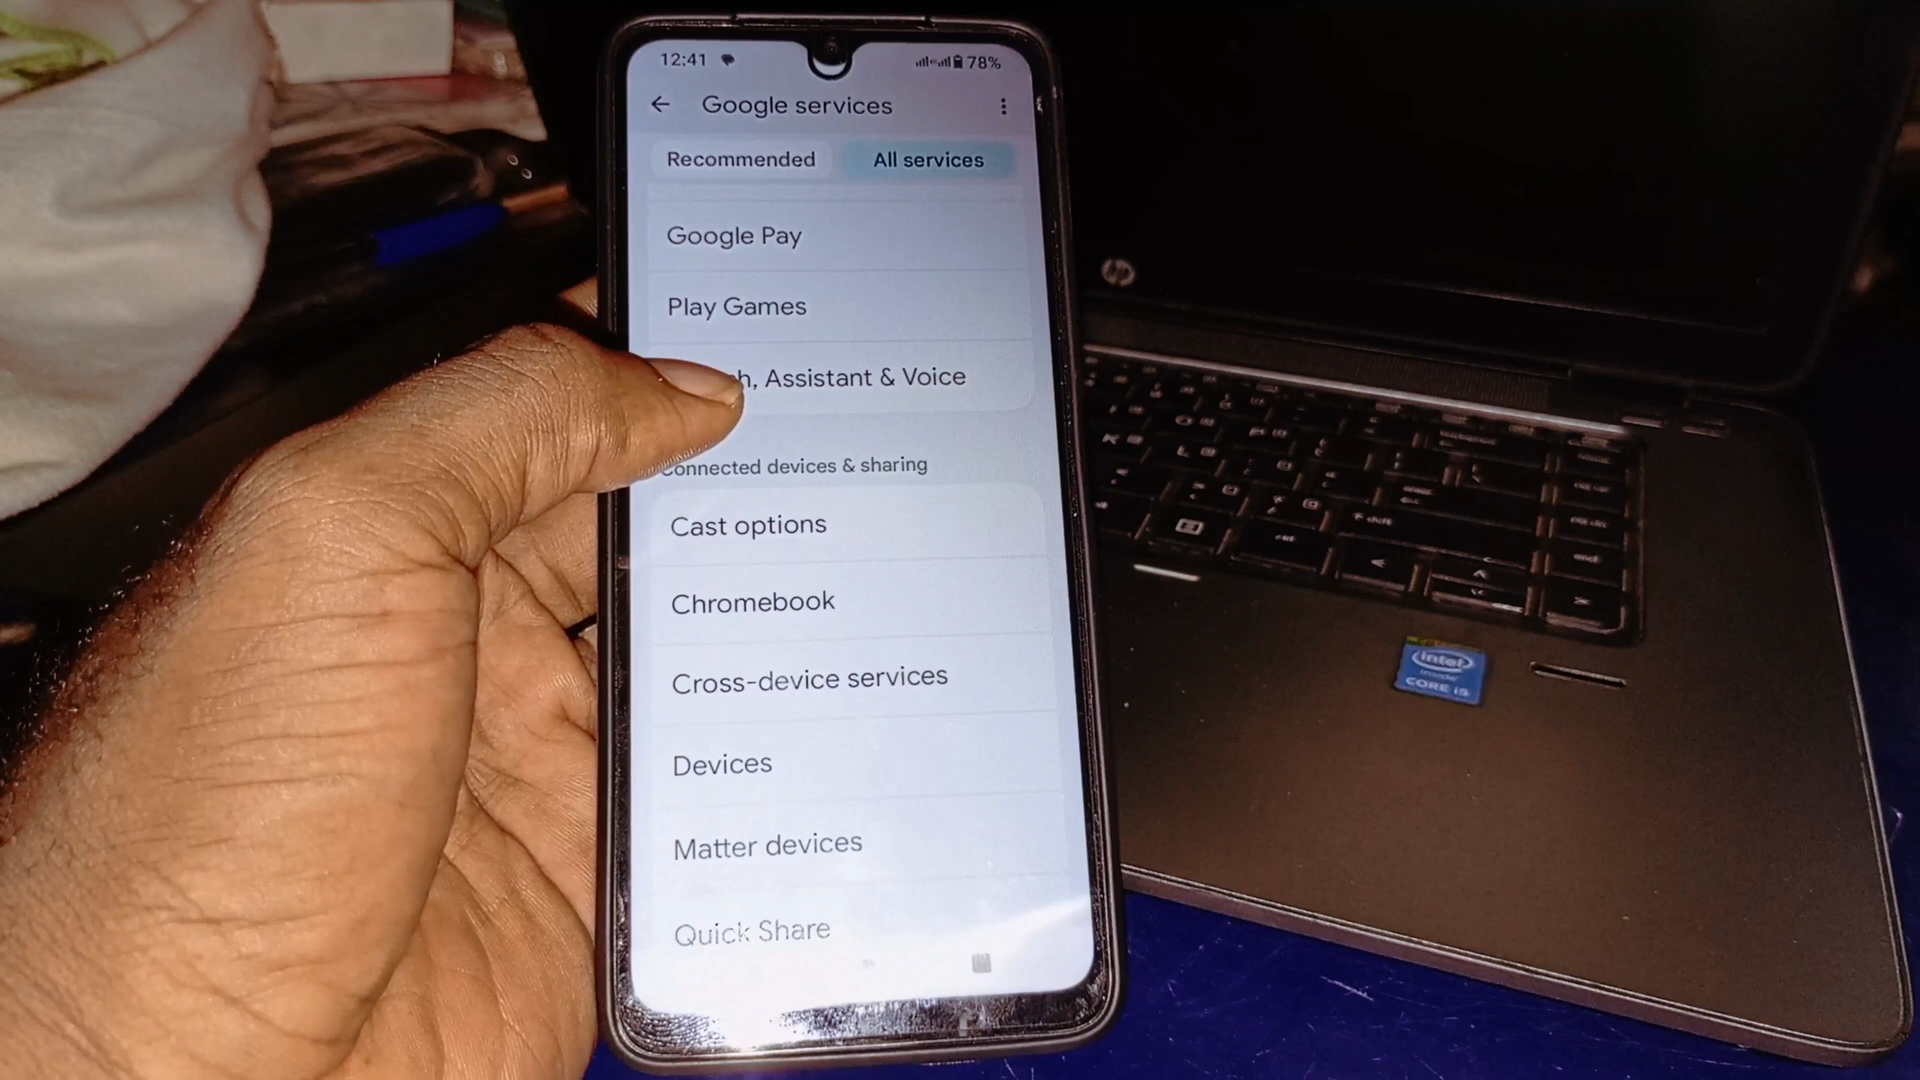 12:41
78%
Google services
Recommended
All services
Google Pay
Play Games
h, Assistant & Voice
Connected devices & sharing
Cast options
Chromebook
Cross-device services
Devices
Matter devices
Quick Share
hp
intel
inside
CORE i5